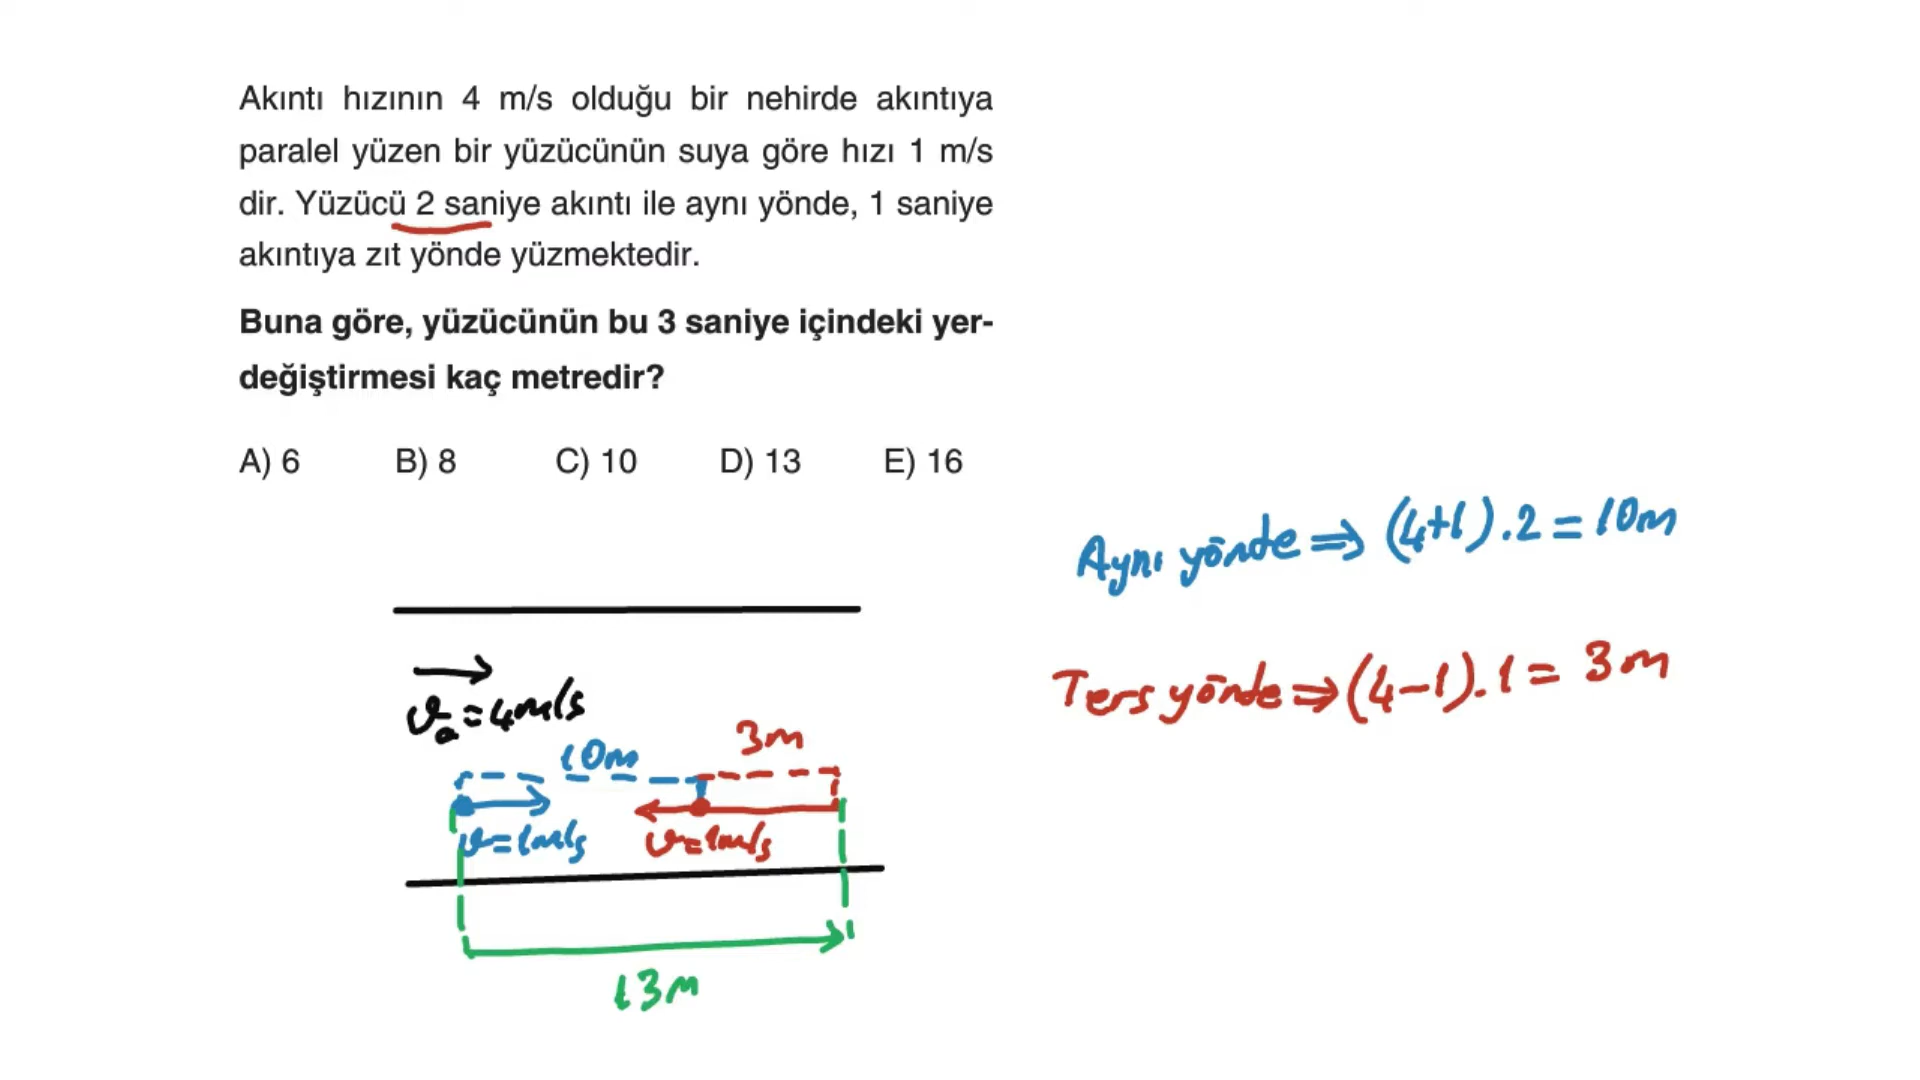 Akıntı hızının 4 m/s olduğu bir nehirde akıntıya
paralel yüzen bir yüzücünün suya göre hızı 1 m/s
dir. Yüzücü 2 saniye akıntı ile aynı yönde, 1 saniye
akıntıya zıt yönde yüzmektedir.
Buna göre, yüzücünün bu 3 saniye içindeki yer-
değiştirmesi kaç metredir?
A) 6 B) 8 C) 10 D) 13 E) 16
Aynı yönde ⇒ (4+1).2 = 10m
Ters yönde ⇒ (4-1).1 = 3m
ϑa = 4m/s
10m 3m
ϑ=1m/s ϑ=1m/s
13m